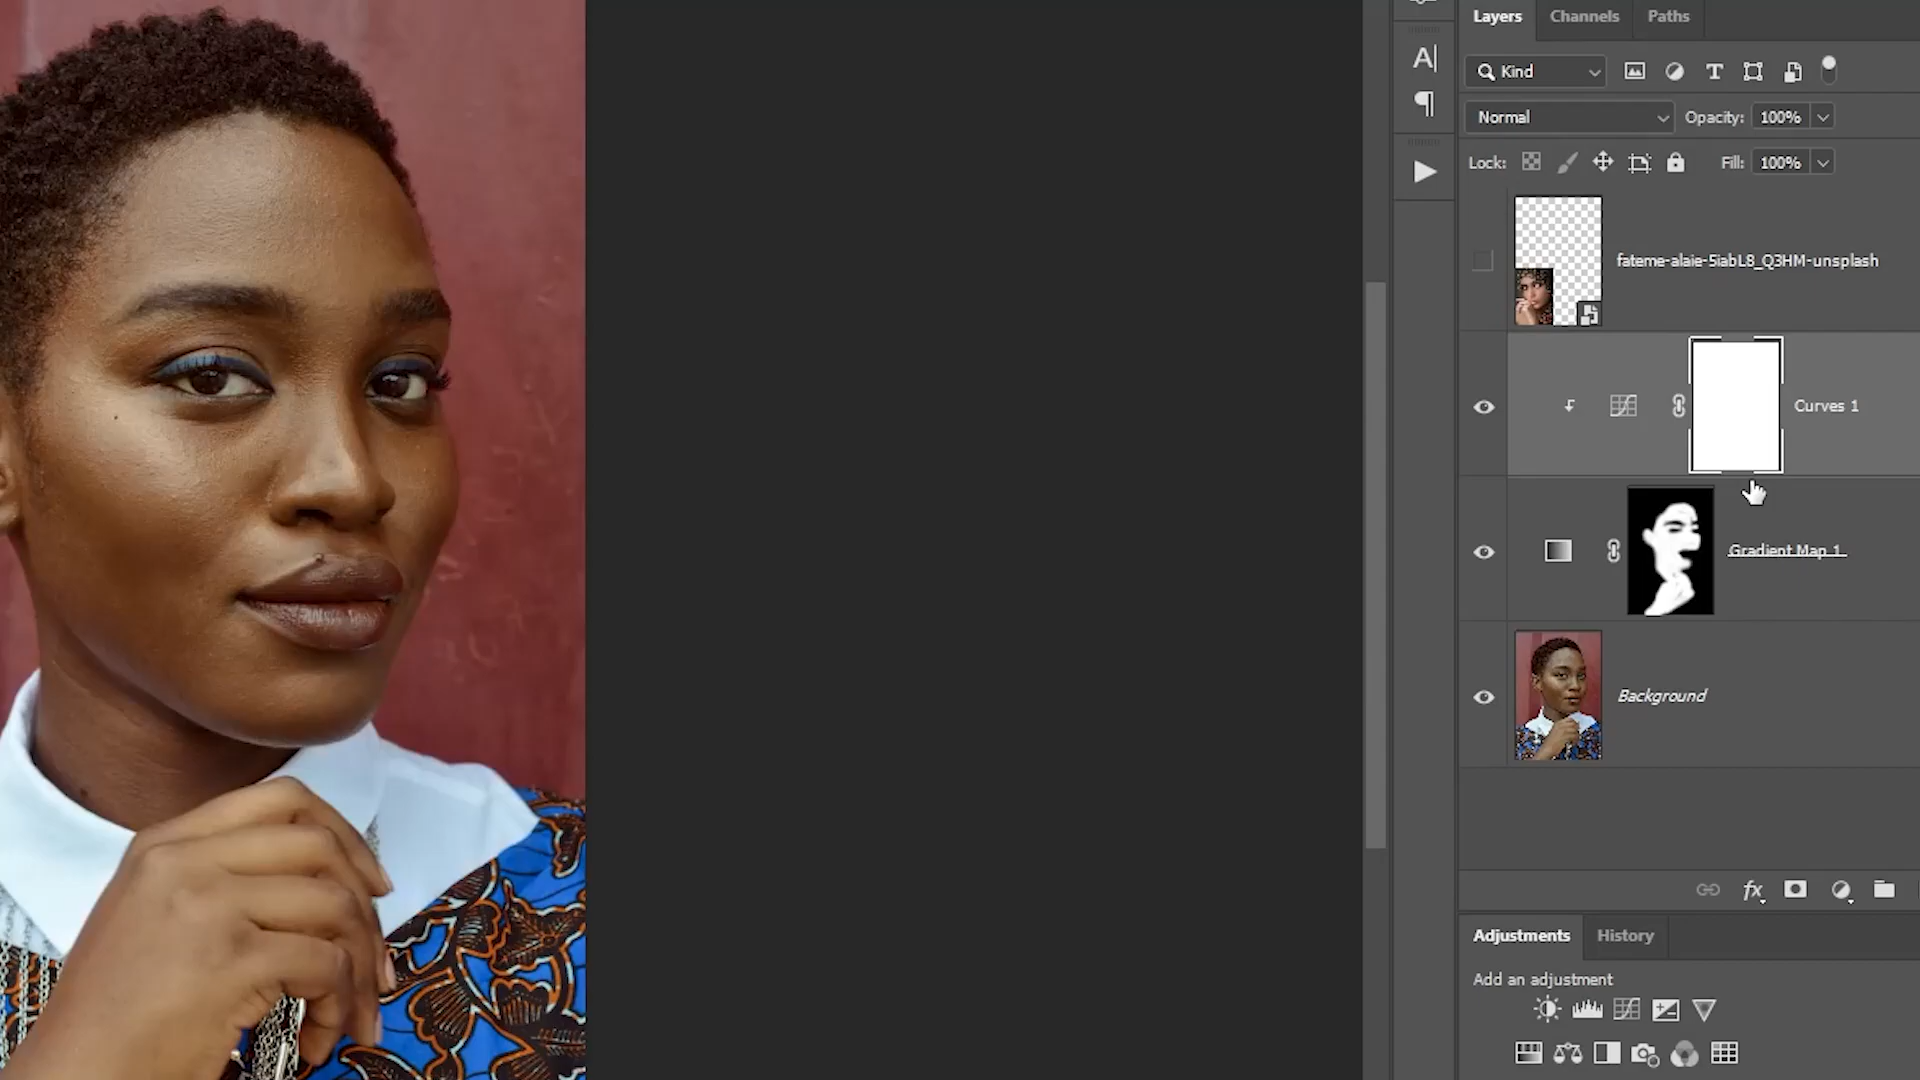 Layers Channels Paths
Kind
Normal Opacity: 100%
Lock: Fill: 100%
fateme-alaie-5iabL8_Q3HM-unsplash
Curves 1
Gradient Map 1
Background
fx
Adjustments History
Add an adjustment